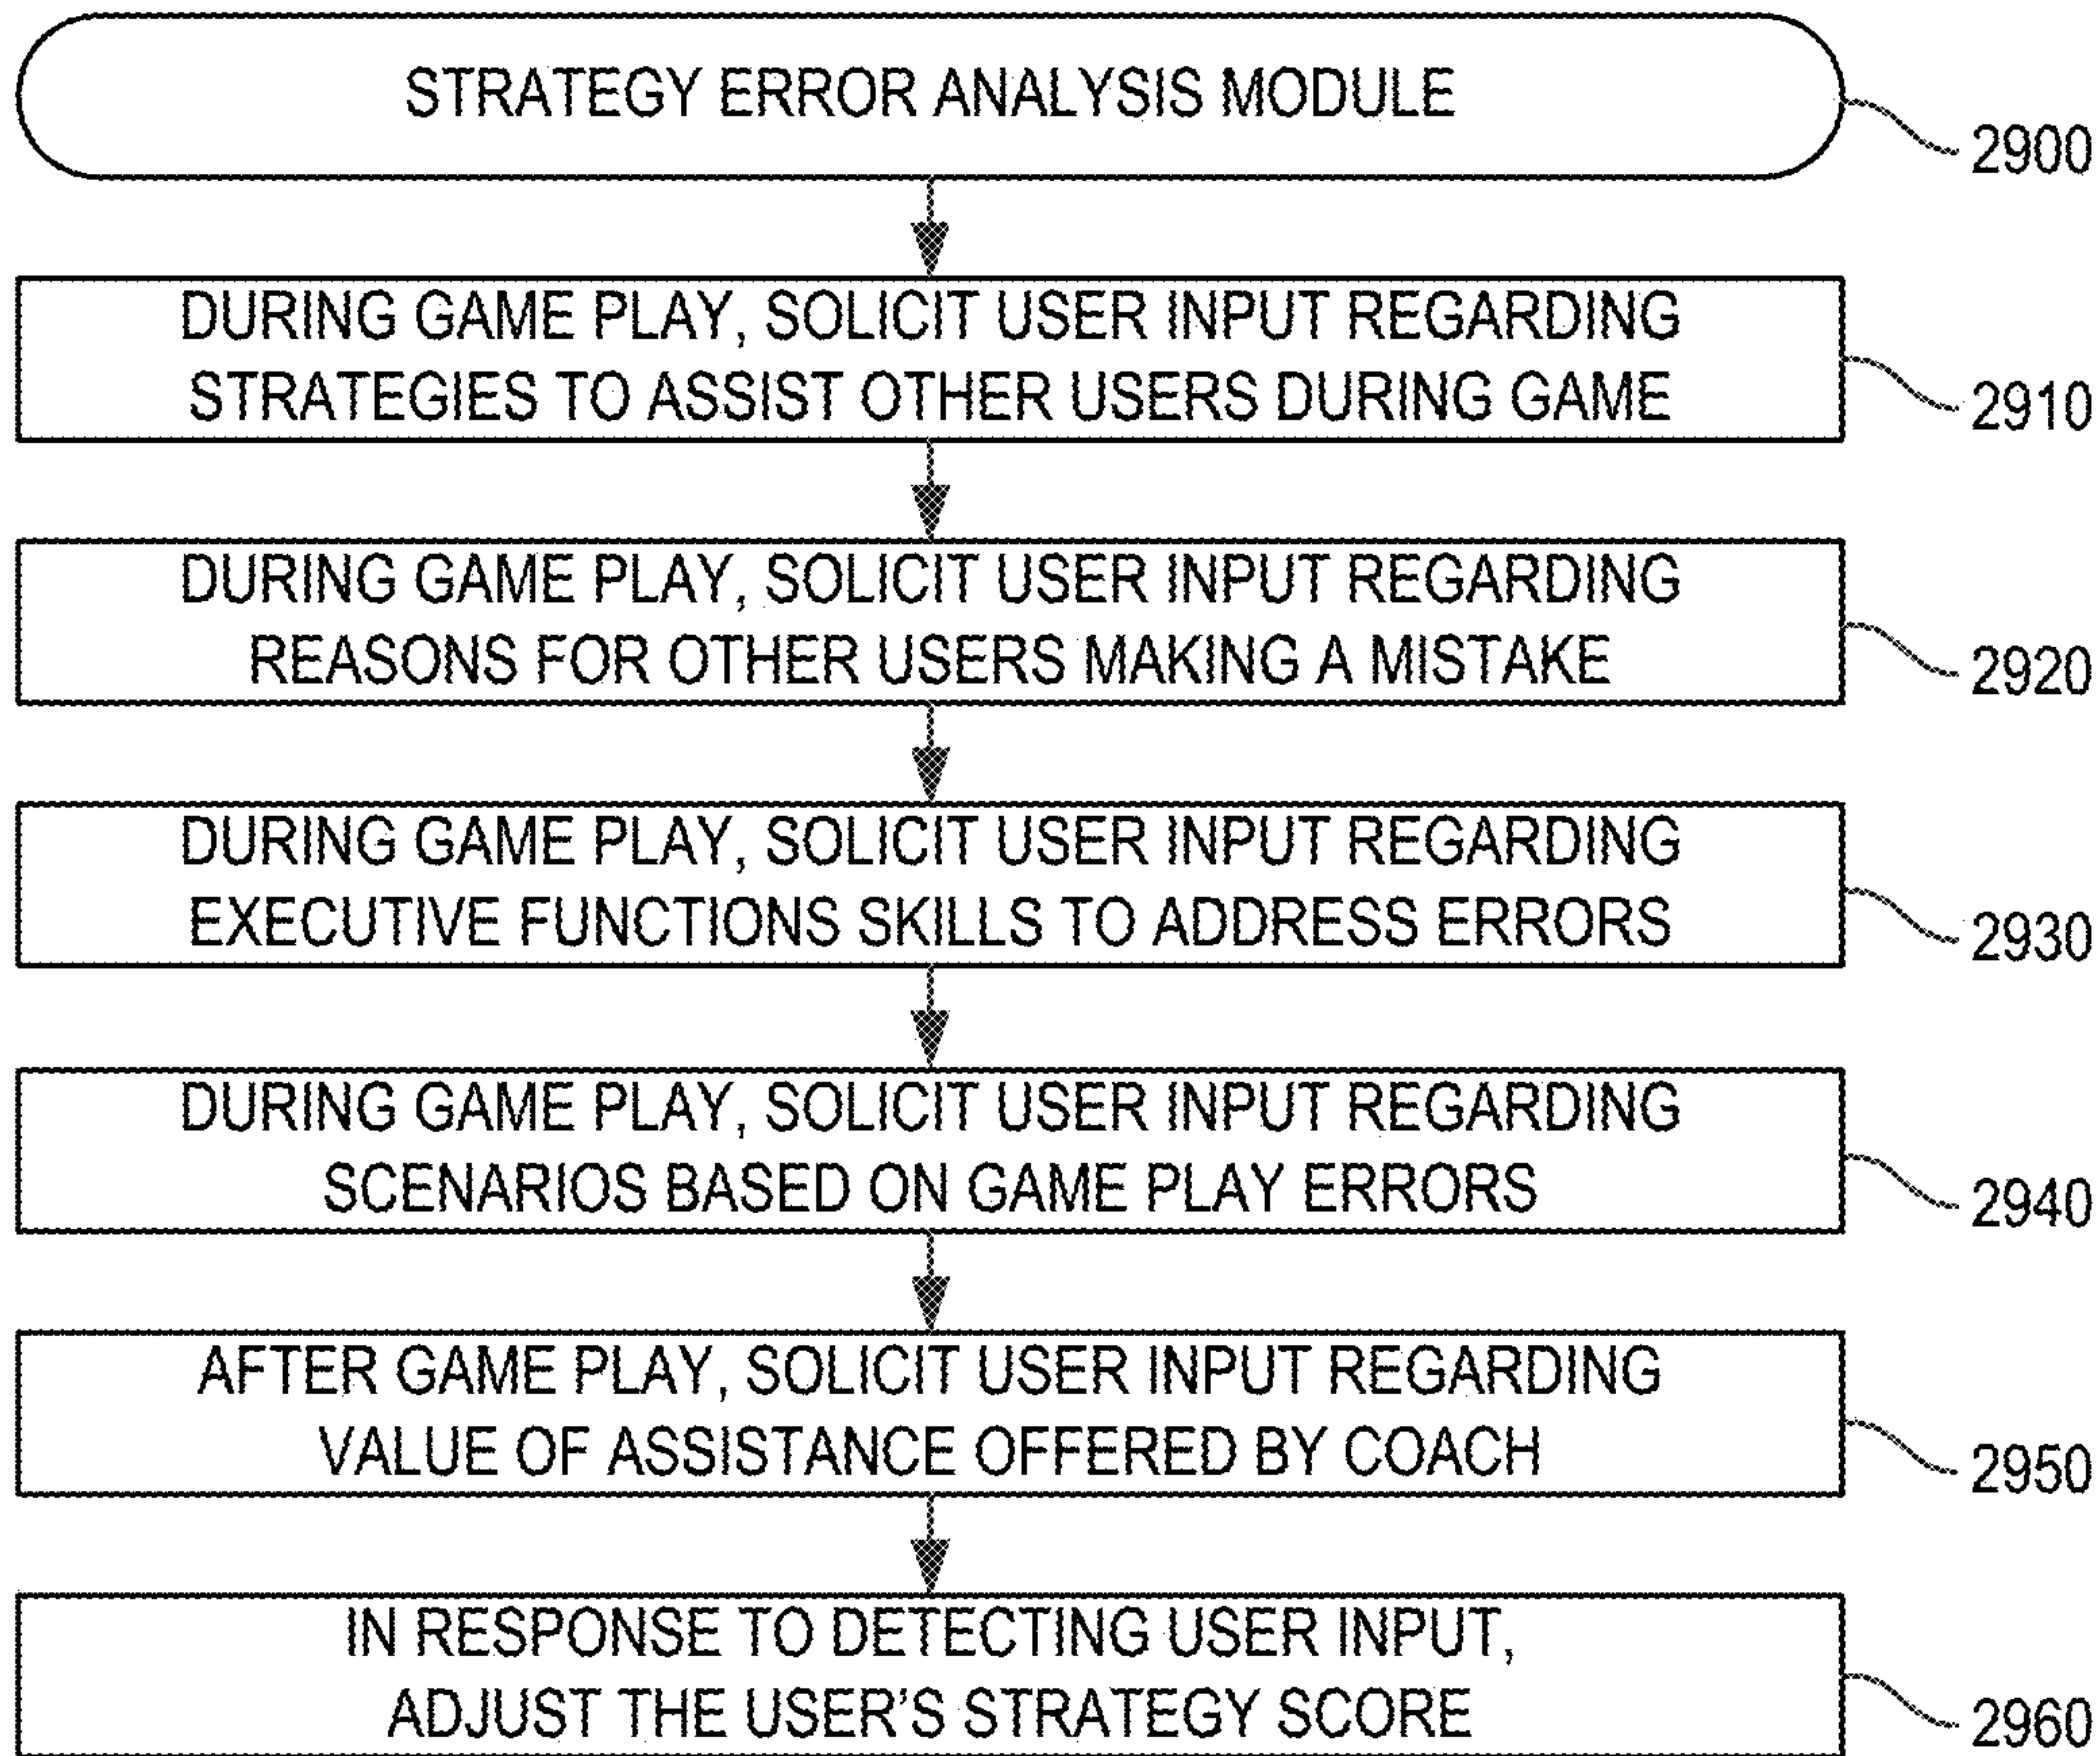 STRATEGY ERROR ANALYSIS MODULE
2900
DURING GAME PLAY, SOLICIT USER INPUT REGARDING
STRATEGIES TO ASSIST OTHER USERS DURING GAME
2910
DURING GAME PLAY, SOLICIT USER INPUT REGARDING
REASONS FOR OTHER USERS MAKING A MISTAKE
2920
DURING GAME PLAY, SOLICIT USER INPUT REGARDING
EXECUTIVE FUNCTIONS SKILLS TO ADDRESS ERRORS
2930
DURING GAME PLAY, SOLICIT USER INPUT REGARDING
SCENARIOS BASED ON GAME PLAY ERRORS
2940
AFTER GAME PLAY, SOLICIT USER INPUT REGARDING
VALUE OF ASSISTANCE OFFERED BY COACH
2950
IN RESPONSE TO DETECTING USER INPUT,
ADJUST THE USER'S STRATEGY SCORE
2960